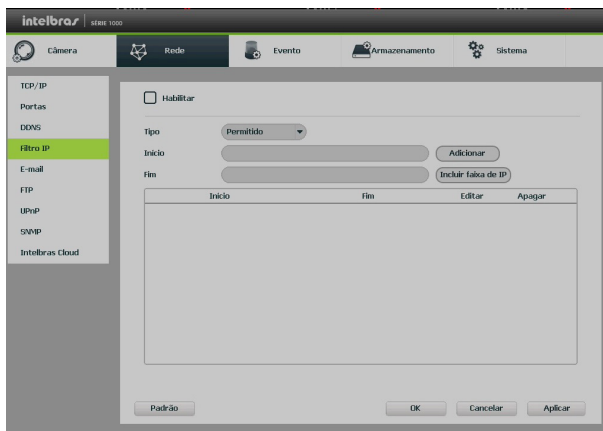 intelbras SÉRIE 1000
Câmera Rede Evento Armazenamento Sistema
TCP/IP
Portas
DDNS
Filtro IP
E-mail
FTP
UPnP
SNMP
Intelbras Cloud
Habilitar
Tipo Permitido
Início Adicionar
Fim Incluir faixa de IP
Início Fim Editar Apagar
Padrão OK Cancelar Aplicar